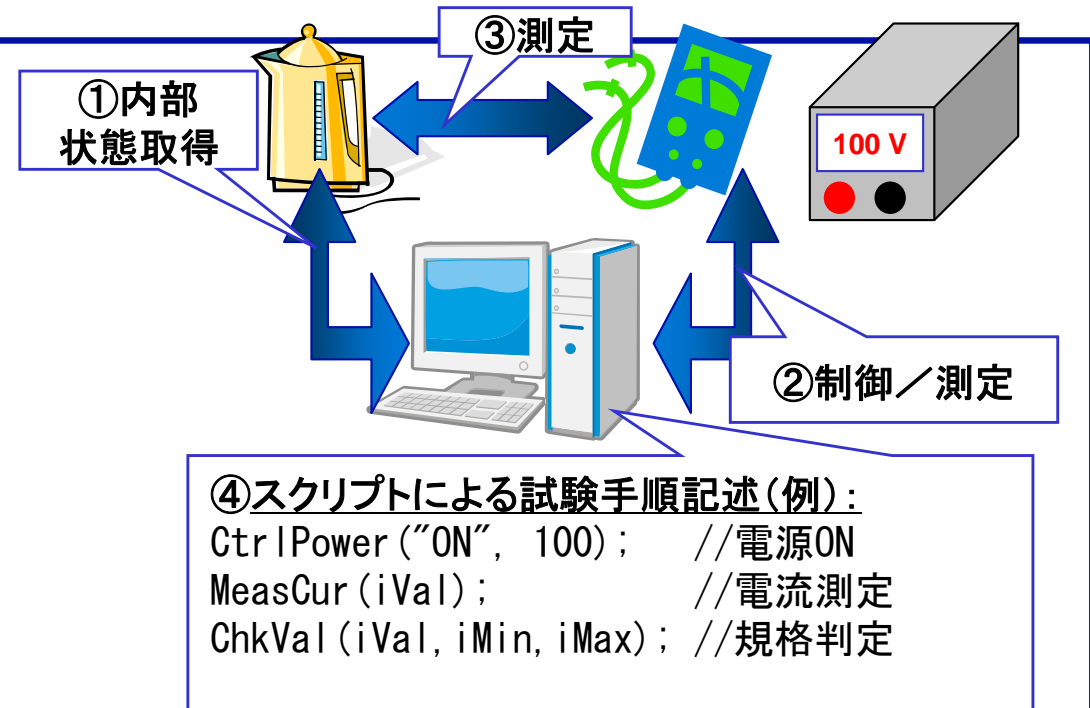 ③測定
①内部
状態取得
100 V
②制御／測定
④スクリプトによる試験手順記述(例)：
CtrlPower("ON", 100); //電源ON
MeasCur(iVal); //電流測定
ChkVal(iVal,iMin,iMax); //規格判定